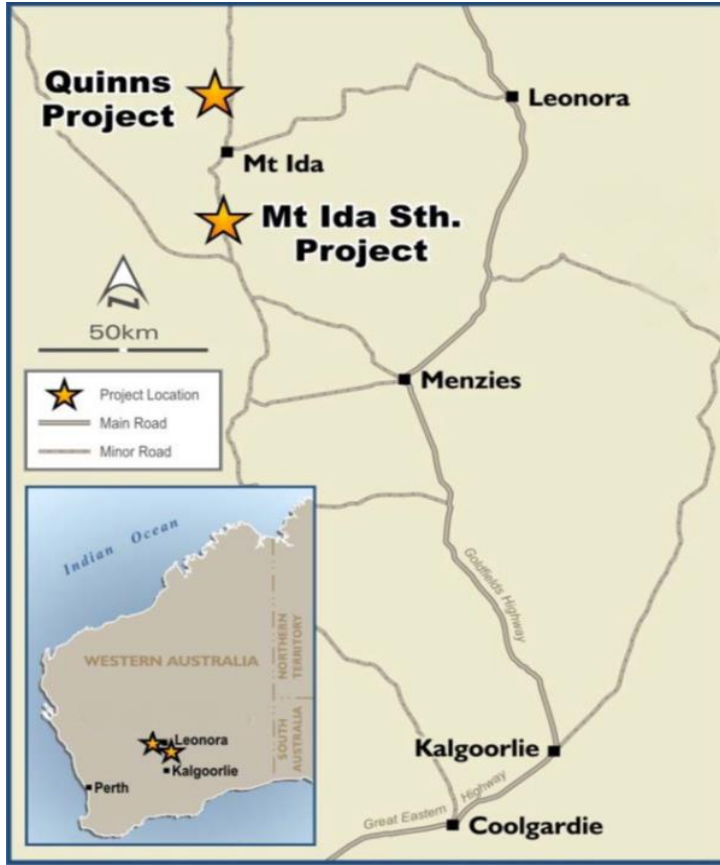 Quinns
Project
Leonora
Mt Ida
Mt Ida Sth.
Project
N
50km
Menzies
Project Location
Main Road
Minor Road
Goldfields Highway
Indian Ocean
WESTERN AUSTRALIA
NORTHERN
TERRITORY
SOUTH
AUSTRALIA
Leonora
Kalgoorlie
Perth
Kalgoorlie
Great Eastern Highway
Coolgardie